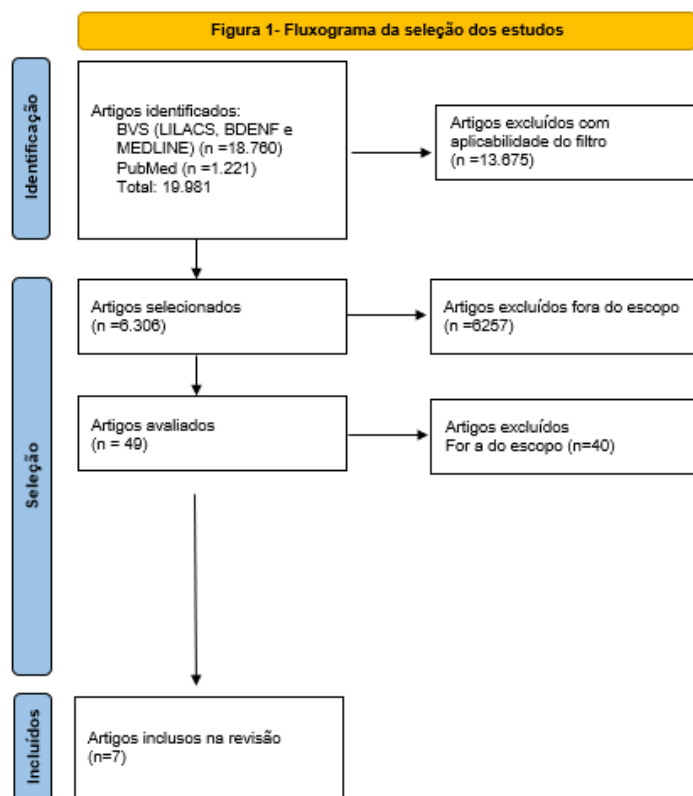 Figura 1- Fluxograma da seleção dos estudos
Identificação
Artigos identificados:
BVS (LILACS, BDENF e
MEDLINE) (n =18.760)
PubMed (n =1.221)
Total: 19.981
Artigos excluídos com
aplicabilidade do filtro
(n =13.675)
Seleção
Artigos selecionados
(n =6.306)
Artigos excluídos fora do escopo
(n =6257)
Artigos avaliados
(n = 49)
Artigos excluídos
For a do escopo (n=40)
Incluídos
Artigos inclusos na revisão
(n=7)